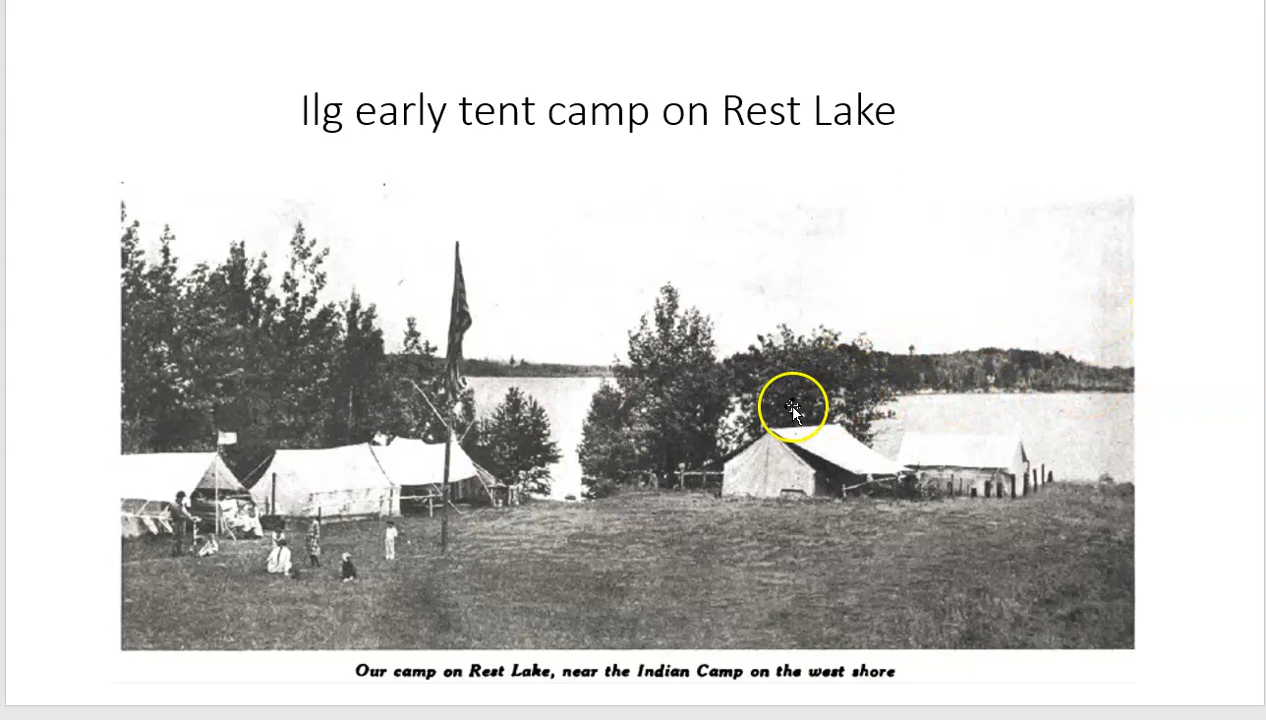 Ilg early tent camp on Rest Lake
Our camp on Rest Lake, near the Indian Camp on the west shore